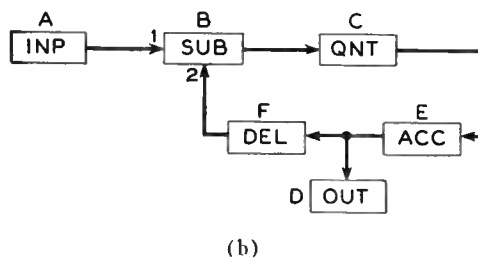 A B C
INP 1 SUB QNT
2
F E
DEL ACC
D OUT
(b)